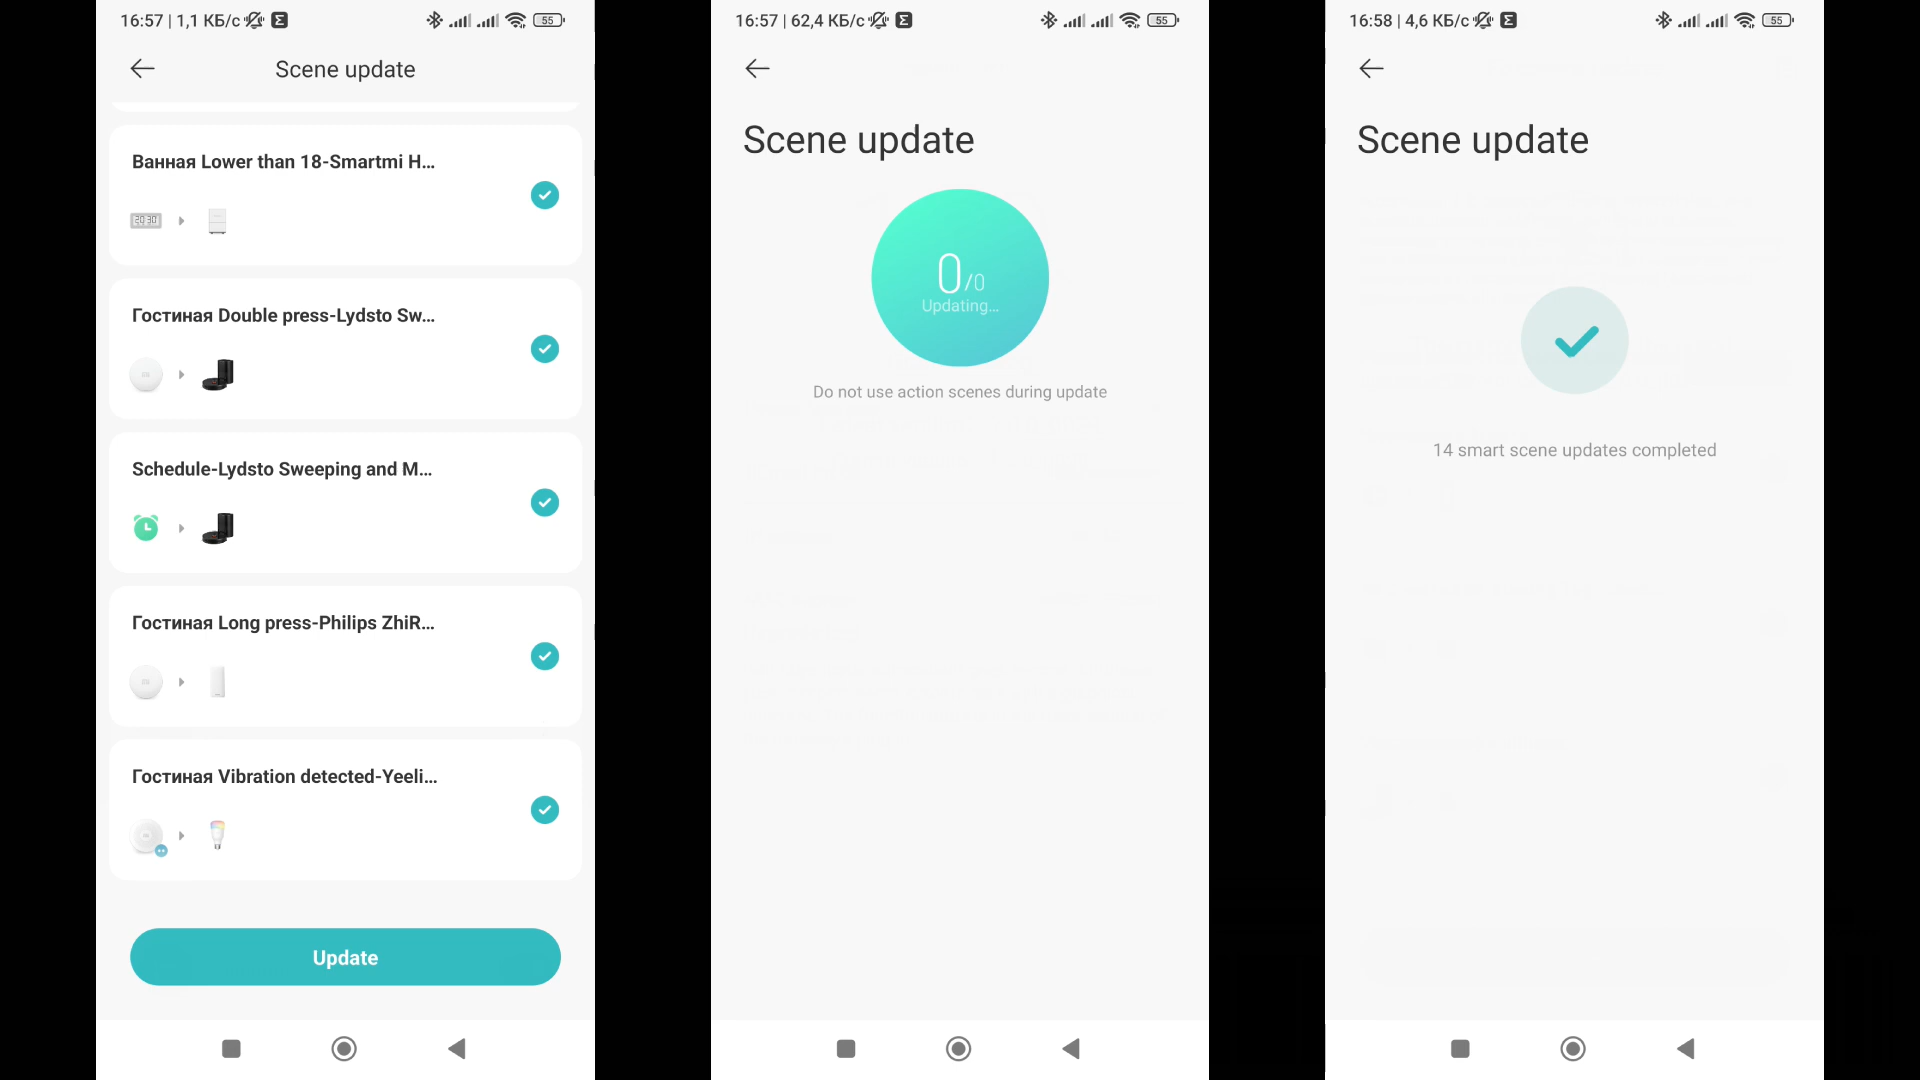 16:57 | 1,1 КБ/с
55
Scene update
Ванная Lower than 18-Smartmi H...
20:30
Гостиная Double press-Lydsto Sw...
Schedule-Lydsto Sweeping and M...
Гостиная Long press-Philips ZhiR...
Гостиная Vibration detected-Yeeli...
Update
16:57 | 62,4 КБ/с
55
Scene update
0/0
Updating...
Do not use action scenes during update
16:58 | 4,6 КБ/с
55
Scene update
14 smart scene updates completed